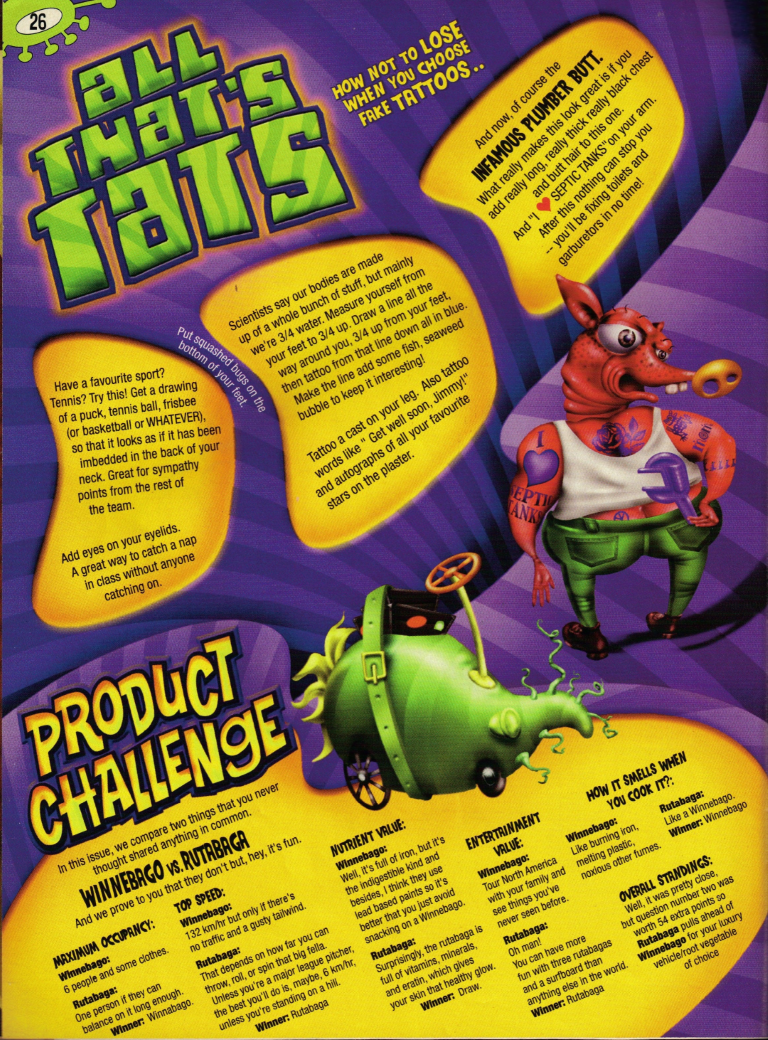 26
ALL
THAT'S
TATS
HOW NOT TO LOSE
WHEN YOU CHOOSE
FAKE TATTOOS..
And now, of course the
INFAMOUS PLUMBER BUTT.
What really makes this look great is if you
add really long, really thick really black chest
and butt hair to this one.
And "I ♥ SEPTIC TANKS" on your arm.
After this nothing can stop you
-- you'll be fixing toilets and
garburetors in no time!
Scientists say our bodies are made
up of a whole bunch of stuff, but mainly
we're 3/4 water. Measure yourself from
your feet to 3/4 up. Draw a line all the
way around you, 3/4 up from your feet,
then tattoo from that line down all in blue.
Make the line add some fish, seaweed
bubble to keep it interesting!
Tattoo a cast on your leg. Also tattoo
words like " Get well soon, Jimmy!"
and autographs of all your favourite
stars on the plaster.
Put squashed bugs on the
bottom of your feet.
Have a favourite sport?
Tennis? Try this! Get a drawing
of a puck, tennis ball, frisbee
(or basketball or WHATEVER),
so that it looks as if it has been
imbedded in the back of your
neck. Great for sympathy
points from the rest of
the team.
Add eyes on your eyelids.
A great way to catch a nap
in class without anyone
catching on.
I
SEPTIC
TANKS
PRODUCT
CHALLENGE
In this issue, we compare two things that you never
thought shared anything in common.
WINNEBAGO vs. RUTABAGA
And we prove to you that they don't but, hey, it's fun.
MAXIMUM OCCUPANCY:
Winnebago:
6 people and some clothes.
Rutabaga:
One person if they can
balance on it long enough.
Winner: Winnabago.
TOP SPEED:
Winnebago:
132 km/hr but only if there's
no traffic and a gusty tailwind.
Rutabaga:
That depends on how far you can
throw, roll, or spin that big fella.
Unless you're a major league pitcher,
the best you'll do is, maybe, 6 km/hr,
unless you're standing on a hill.
Winner: Rutabaga
NUTRIENT VALUE:
Winnebago:
Well, it's full of iron, but it's
the indigestible kind and
besides. I think they use
lead based paints so it's
better that you just avoid
snacking on a Winnebago.
Rutabaga:
Surprisingly, the rutabaga is
full of vitamins, minerals,
and eratin, which gives
your skin that healthy glow.
Winner: Draw.
ENTERTAINMENT
VALUE:
Winnebago:
Tour North America
with your family and
see things you've
never seen before.
Rutabaga:
Oh man!
You can have more
fun with three rutabagas
and a surfboard than
anything else in the world.
Winner: Rutabaga
HOW IT SMELLS WHEN
YOU COOK IT?:
Winnebago:
Like burning iron,
melting plastic,
noxious other fumes.
Rutabaga:
Like a Winnebago.
Winner: Winnebago
OVERALL STANDINGS:
Well, it was pretty close,
but question number two was
worth 54 extra points so
Rutabaga pulls ahead of
Winnebago for your luxury
vehicle/root vegetable
of choice